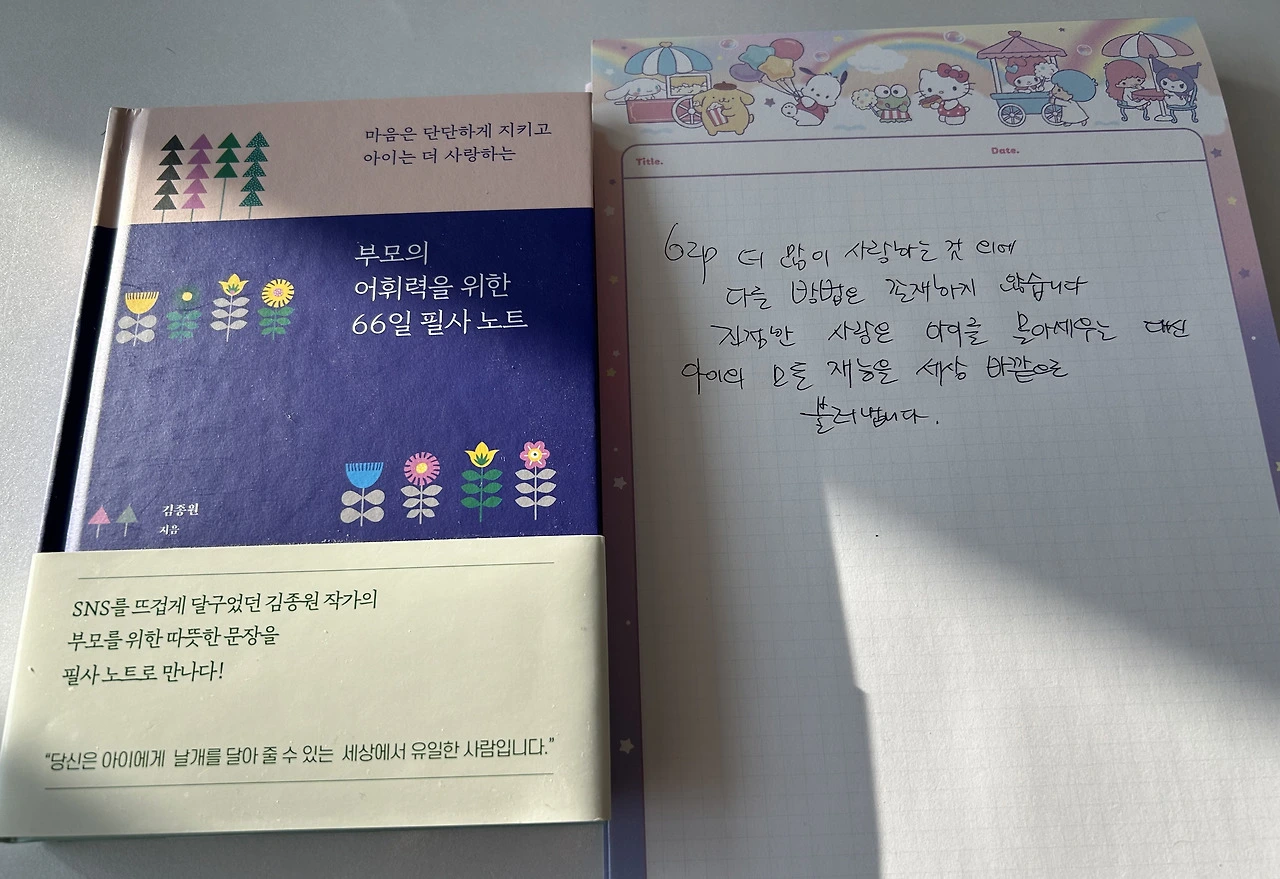 마음은 단단하게 지키고
아이는 더 사랑하는
부모의
어휘력을 위한
66일 필사 노트
김종원
지음
SNS를 뜨겁게 달구었던 김종원 작가의
부모를 위한 따뜻한 문장을
필사 노트로 만나다!
“당신은 아이에게 날개를 달아 줄 수 있는 세상에서 유일한 사람입니다.”
Title.
Date.
62p 더 많이 사랑하는 것 외에
다른 방법은 존재하지 않습니다
진정한 사랑은 아이를 몰아세우는 대신
아이의 모든 재능을 세상 바깥으로
불러냅니다.